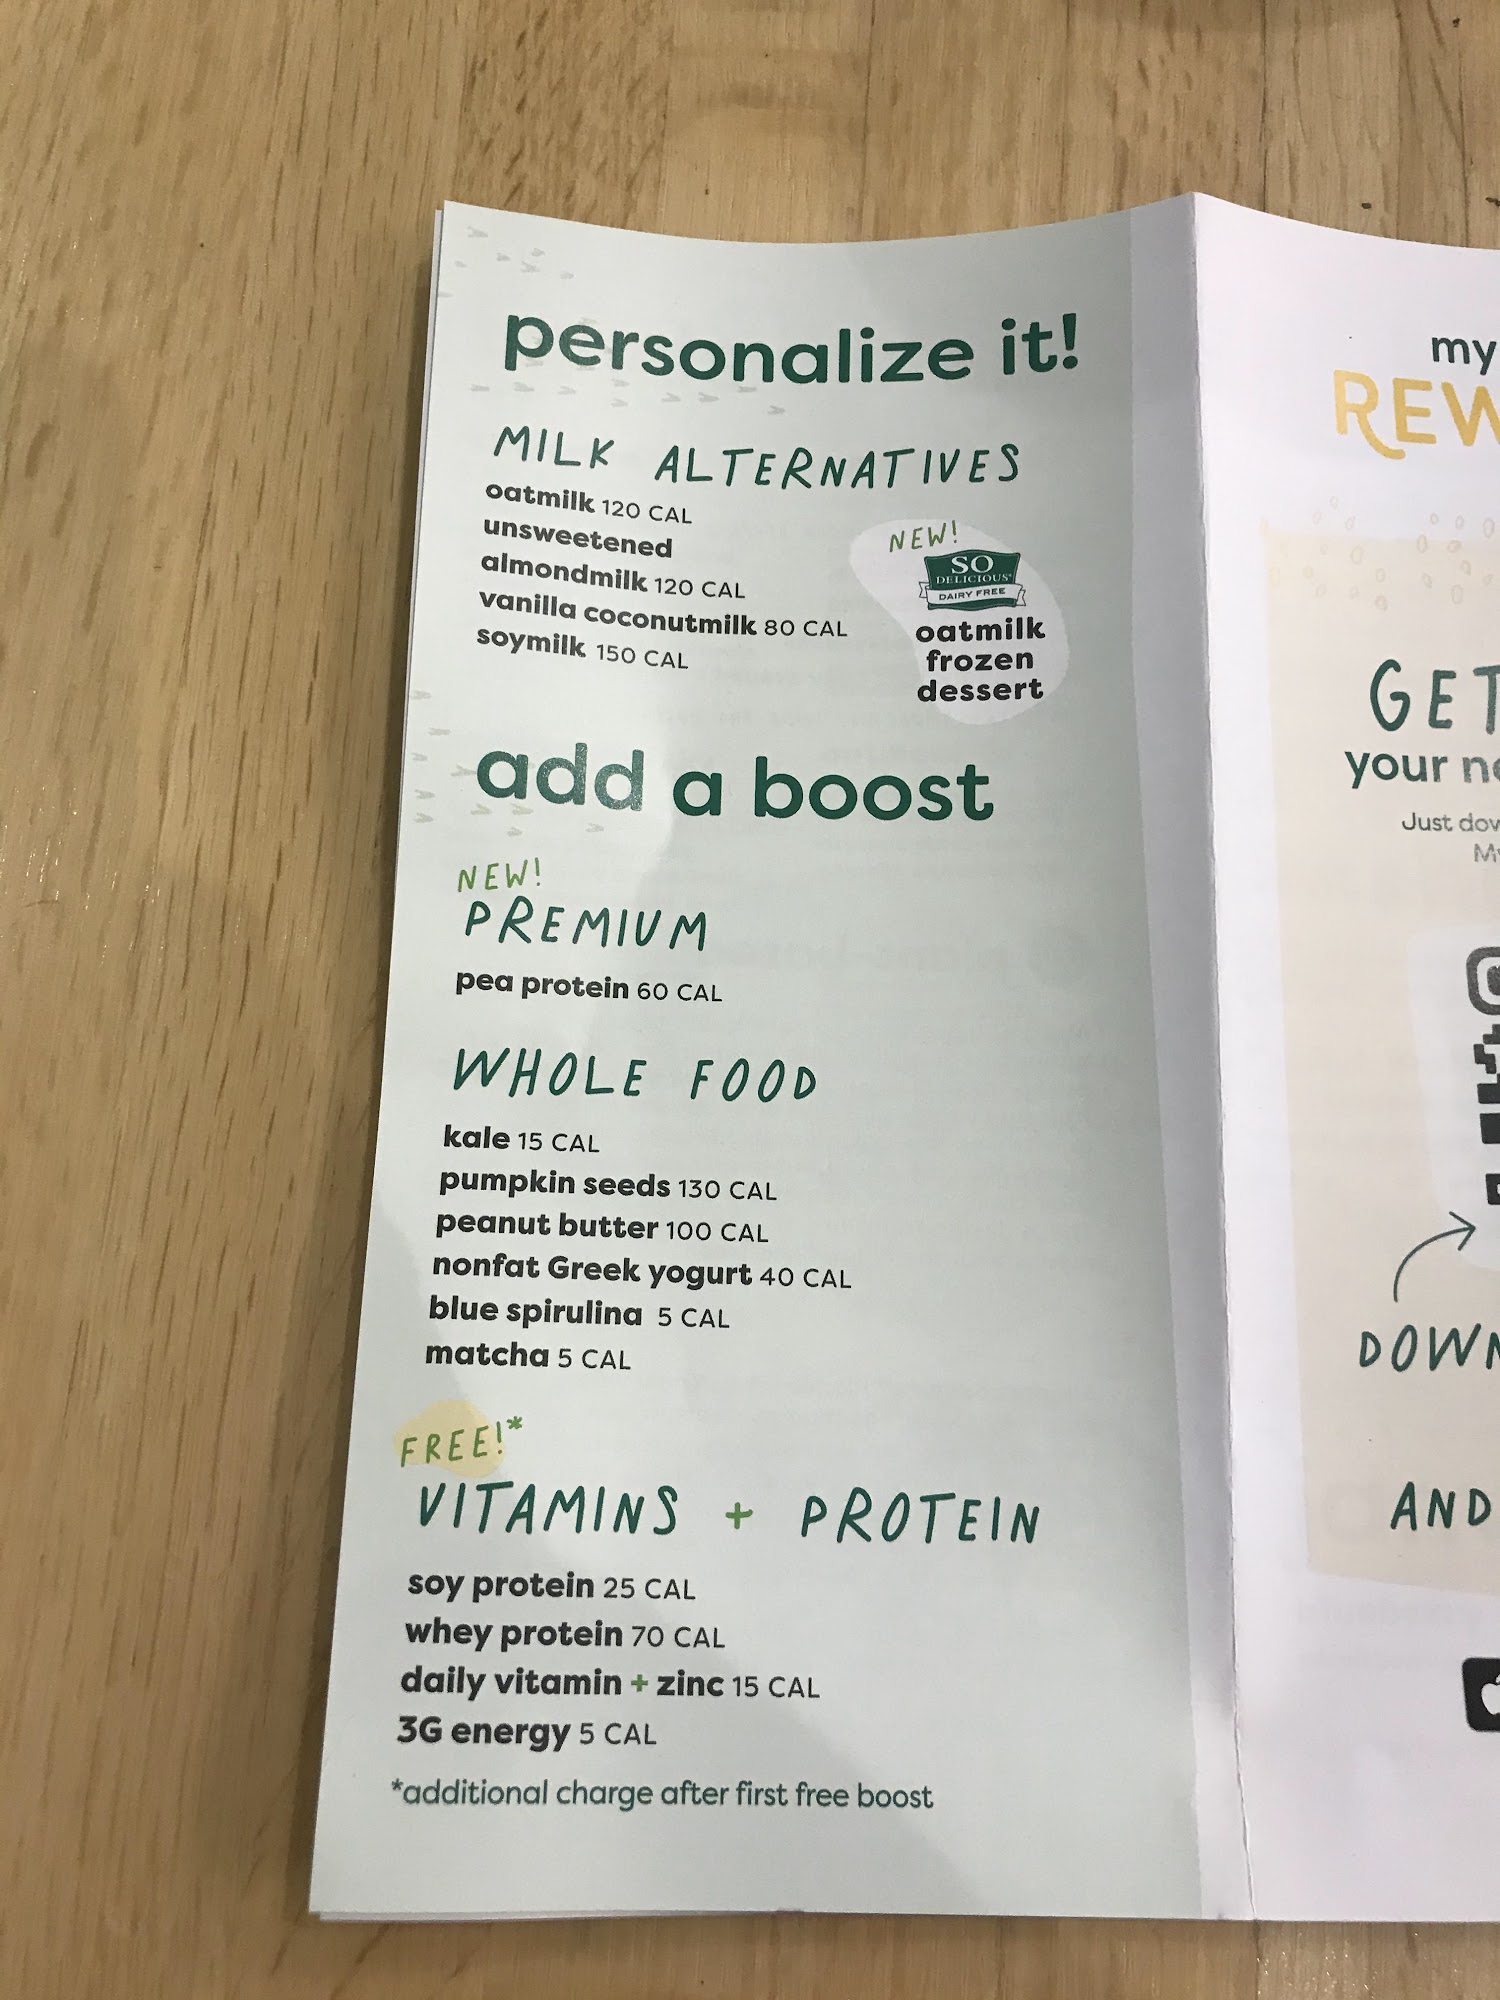 personalize it!
MILK ALTERNATIVES
oatmilk 120 CAL
unsweetened
almondmilk 120 CAL
vanilla coconutmilk 80 CAL
soymilk 150 CAL
NEW!
SO
DELICIOUS®
DAIRY FREE
oatmilk
frozen
dessert
add a boost
NEW!
PREMIUM
pea protein 60 CAL
WHOLE FOOD
kale 15 CAL
pumpkin seeds 130 CAL
peanut butter 100 CAL
nonfat Greek yogurt 40 CAL
blue spirulina 5 CAL
matcha 5 CAL
FREE!*
VITAMINS + PROTEIN
soy protein 25 CAL
whey protein 70 CAL
daily vitamin + zinc 15 CAL
3G energy 5 CAL
*additional charge after first free boost
my
REW
GET
your
Just
DOWN
AND